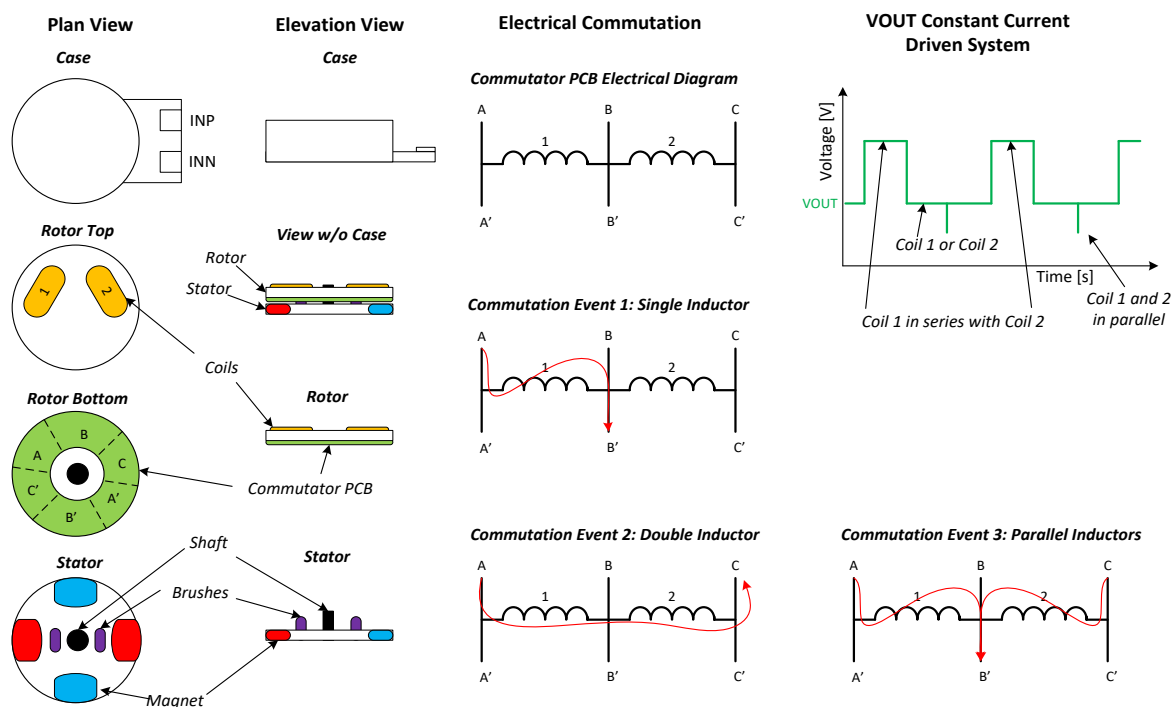 Plan View
Case
INP
INN
Rotor Top
1
2
Coils
Rotor Bottom
A
B
C
C’
B’
A’
Commutator PCB
Stator
Shaft
Brushes
Magnet
Elevation View
Case
View w/o Case
Rotor
Stator
Rotor
Stator
Electrical Commutation
Commutator PCB Electrical Diagram
A
B
C
1
2
A’
B’
C’
Commutation Event 1: Single Inductor
A
B
C
1
2
A’
B’
C’
Commutation Event 2: Double Inductor
A
B
C
1
2
A’
B’
C’
VOUT Constant Current
Driven System
Voltage [V]
VOUT
Coil 1 or Coil 2
Time [s]
Coil 1 in series with Coil 2
Coil 1 and 2
in parallel
Commutation Event 3: Parallel Inductors
A
B
C
1
2
A’
B’
C’